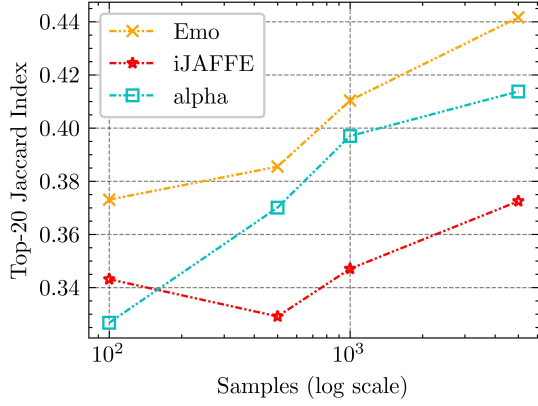 0.44
0.42
0.40
0.38
0.36
0.34
Top-20 Jaccard Index
Emo
iJAFFE
alpha
10²
10³
Samples (log scale)